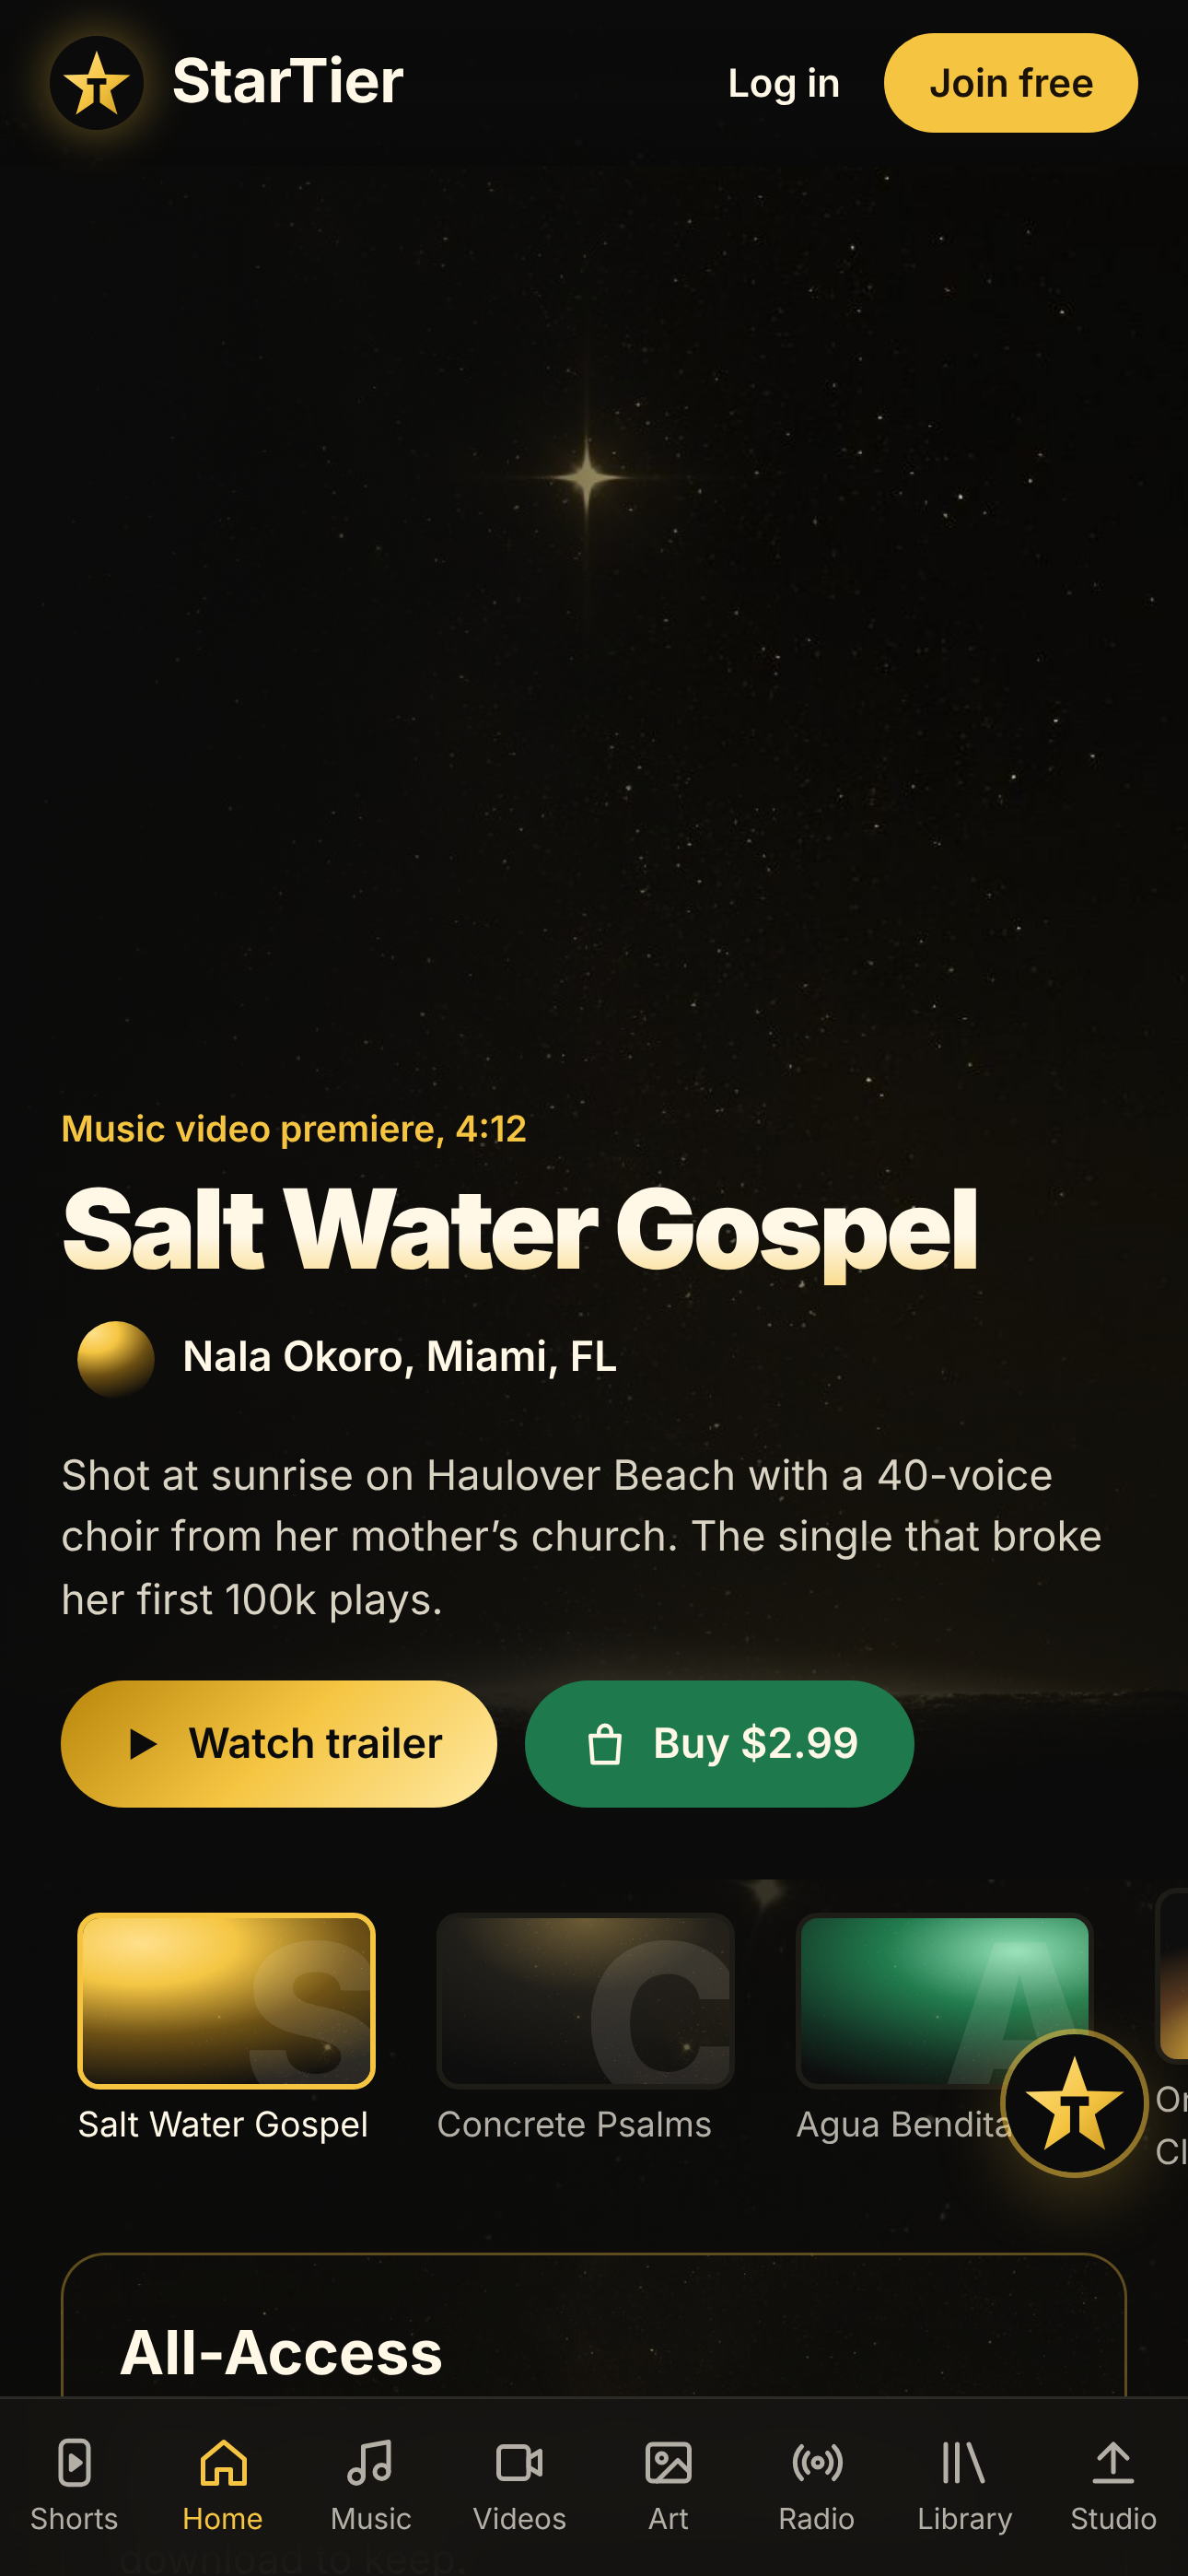 StarTier
Log in
Join free
Music video premiere, 4:12
Salt Water Gospel
Nala Okoro, Miami, FL
Shot at sunrise on Haulover Beach with a 40-voice
choir from her mother’s church. The single that broke
her first 100k plays.
Watch trailer
Buy $2.99
S
C
A
Salt Water Gospel
Concrete Psalms
Agua Bendita
T
All-Access
Shorts
Home
Music
Videos
Art
Radio
Library
Studio
download to keep.